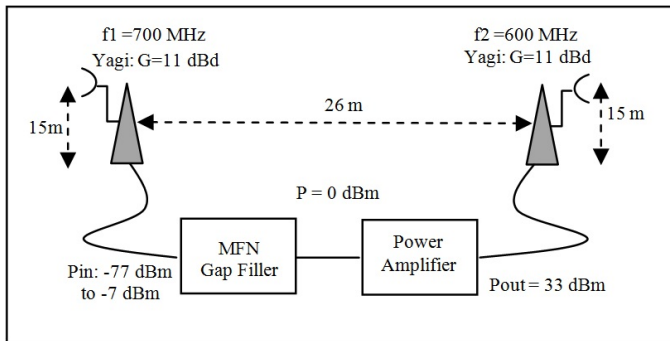 f1 =700 MHz
Yagi: G=11 dBd
f2 =600 MHz
Yagi: G=11 dBd
15m
26 m
15 m
P = 0 dBm
MFN
Gap Filler
Power
Amplifier
Pin: -77 dBm
to -7 dBm
Pout = 33 dBm